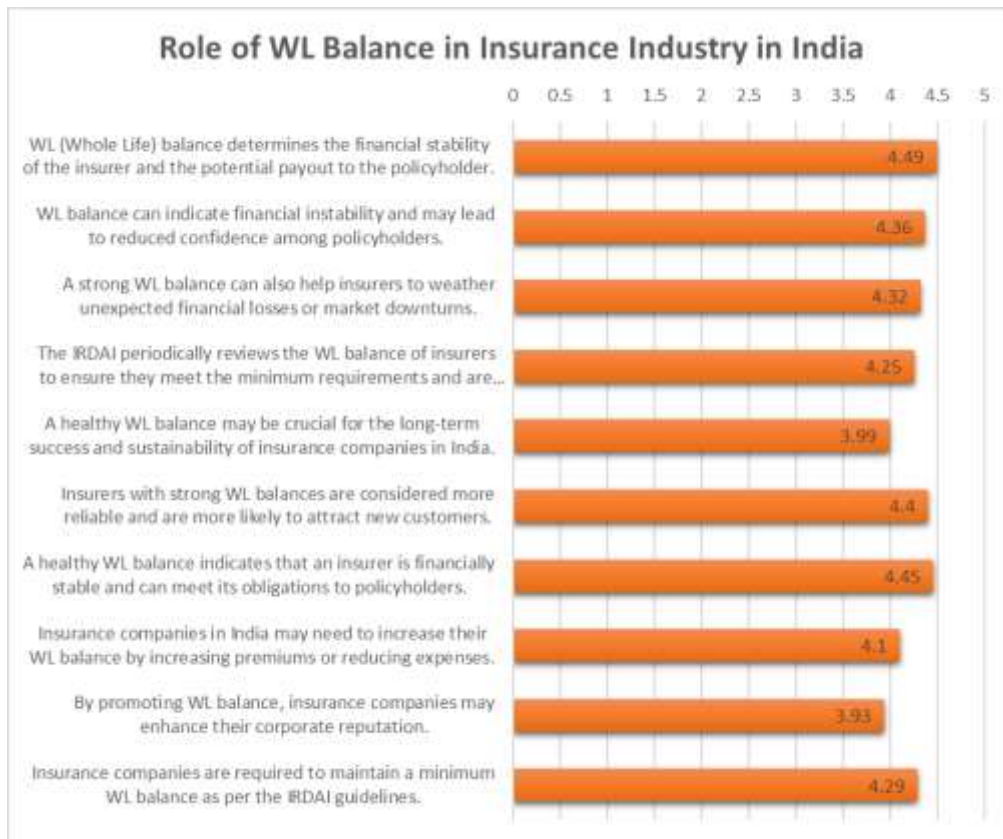 Role of WL Balance in Insurance Industry in India
0 0.5 1 1.5 2 2.5 3 3.5 4 4.5 5
WL (Whole Life) balance determines the financial stability
of the insurer and the potential payout to the policyholder.
4.49
WL balance can indicate financial instability and may lead
to reduced confidence among policyholders.
4.36
A strong WL balance can also help insurers to weather
unexpected financial losses or market downturns.
4.32
The IRDAI periodically reviews the WL balance of insurers
to ensure they meet the minimum requirements and are...
4.25
A healthy WL balance may be crucial for the long-term
success and sustainability of insurance companies in India.
3.99
Insurers with strong WL balances are considered more
reliable and are more likely to attract new customers.
4.4
A healthy WL balance indicates that an insurer is financially
stable and can meet its obligations to policyholders.
4.45
Insurance companies in India may need to increase their
WL balance by increasing premiums or reducing expenses.
4.1
By promoting WL balance, insurance companies may
enhance their corporate reputation.
3.93
Insurance companies are required to maintain a minimum
WL balance as per the IRDAI guidelines.
4.29